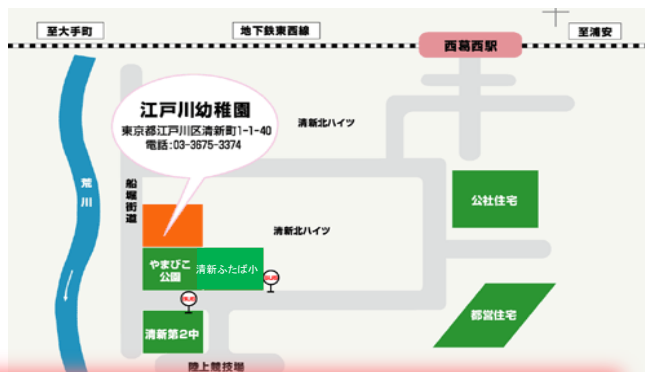 至大手町
地下鉄東西線
西葛西駅
至浦安
江戸川幼稚園
東京都江戸川区清新町1-1-40
電話:03-3675-3374
清新北ハイツ
荒川
船堀街道
公社住宅
清新北ハイツ
やまびこ
公園
清新ふたば小
都営住宅
清新第2中
陸上競技場